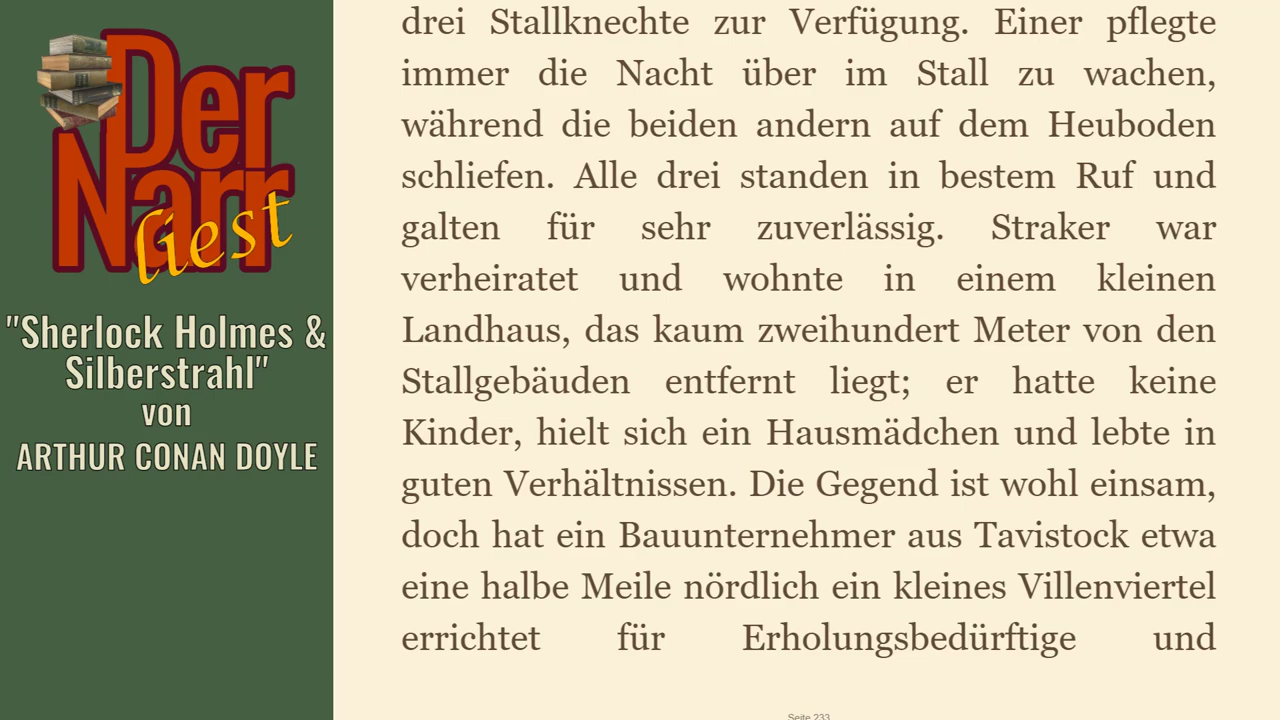 Der
Narr
liest
"Sherlock Holmes &
Silberstrahl"
von
ARTHUR CONAN DOYLE
drei Stallknechte zur Verfügung. Einer pflegte
immer die Nacht über im Stall zu wachen,
während die beiden andern auf dem Heuboden
schliefen. Alle drei standen in bestem Ruf und
galten für sehr zuverlässig. Straker war
verheiratet und wohnte in einem kleinen
Landhaus, das kaum zweihundert Meter von den
Stallgebäuden entfernt liegt; er hatte keine
Kinder, hielt sich ein Hausmädchen und lebte in
guten Verhältnissen. Die Gegend ist wohl einsam,
doch hat ein Bauunternehmer aus Tavistock etwa
eine halbe Meile nördlich ein kleines Villenviertel
errichtet für Erholungsbedürftige und
Seite 233